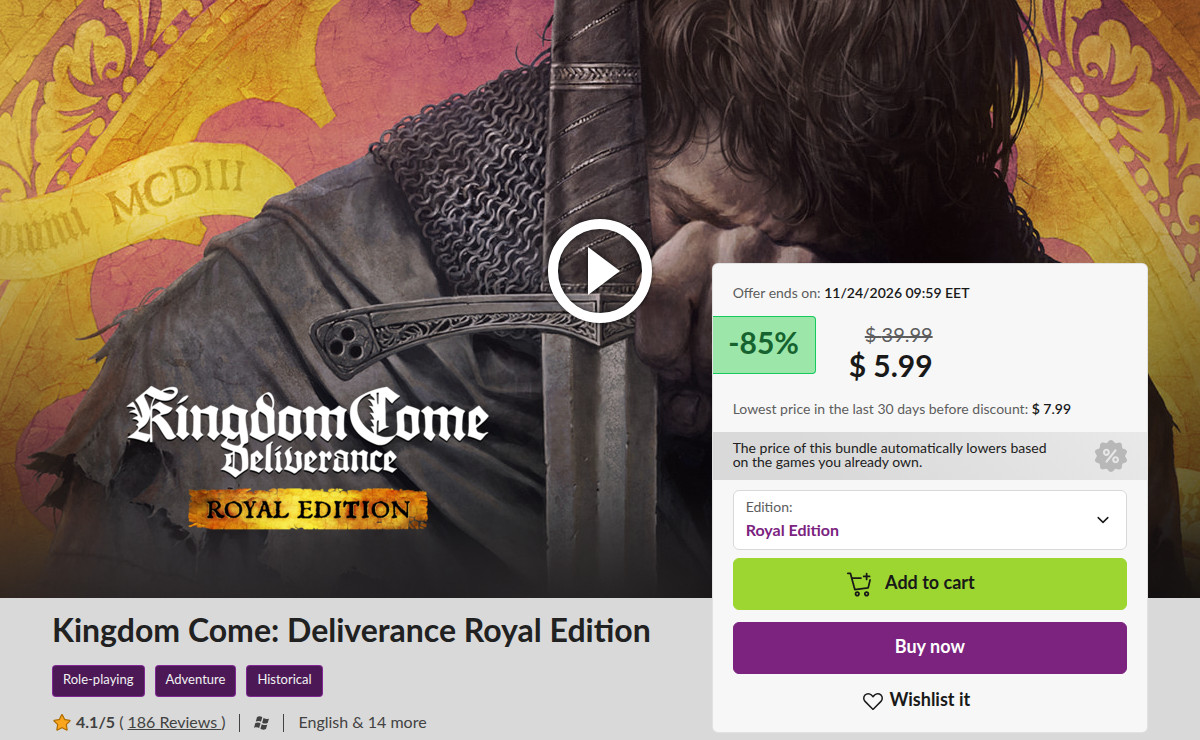 omini MCDIII
Kingdom Come
Deliverance
ROYAL EDITION
Offer ends on: 11/24/2026 09:59 EET
-85%
$ 39.99
$ 5.99
Lowest price in the last 30 days before discount: $ 7.99
The price of this bundle automatically lowers based
on the games you already own.
%
Edition:
Royal Edition
Add to cart
Buy now
Wishlist it
Kingdom Come: Deliverance Royal Edition
Role-playing Adventure Historical
4.1/5 ( 186 Reviews ) English & 14 more